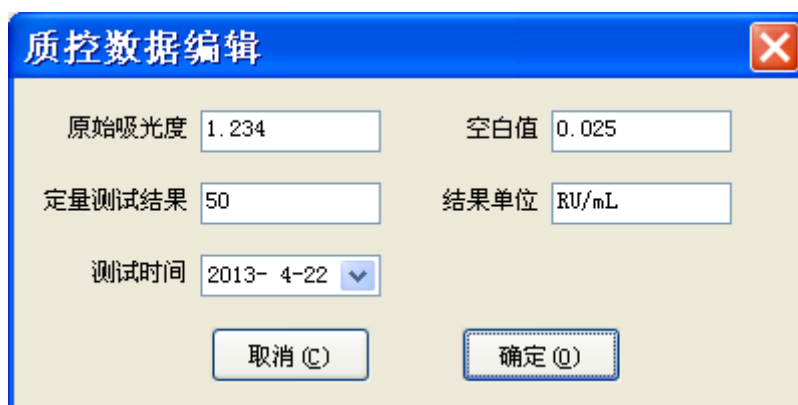 质控数据编辑
原始吸光度 1.234 空白值 0.025
定量测试结果 50 结果单位 RU/mL
测试时间 2013- 4-22
取消(C) 确定(O)